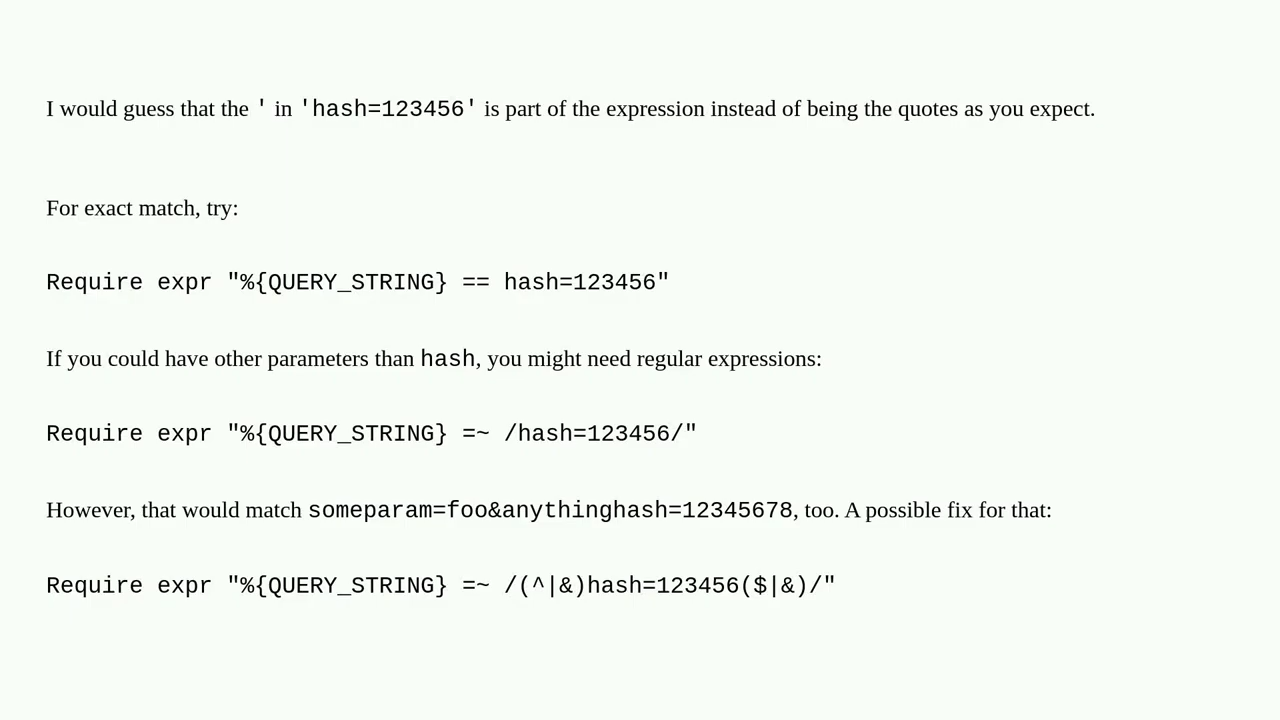 I would guess that the ' in 'hash=123456' is part of the expression instead of being the quotes as you expect.
For exact match, try:
Require expr "%{QUERY_STRING} == hash=123456"
If you could have other parameters than hash, you might need regular expressions:
Require expr "%{QUERY_STRING} =~ /hash=123456/"
However, that would match someparam=foo&anythinghash=12345678, too. A possible fix for that:
Require expr "%{QUERY_STRING} =~ /(^|&)hash=123456($|&)/"